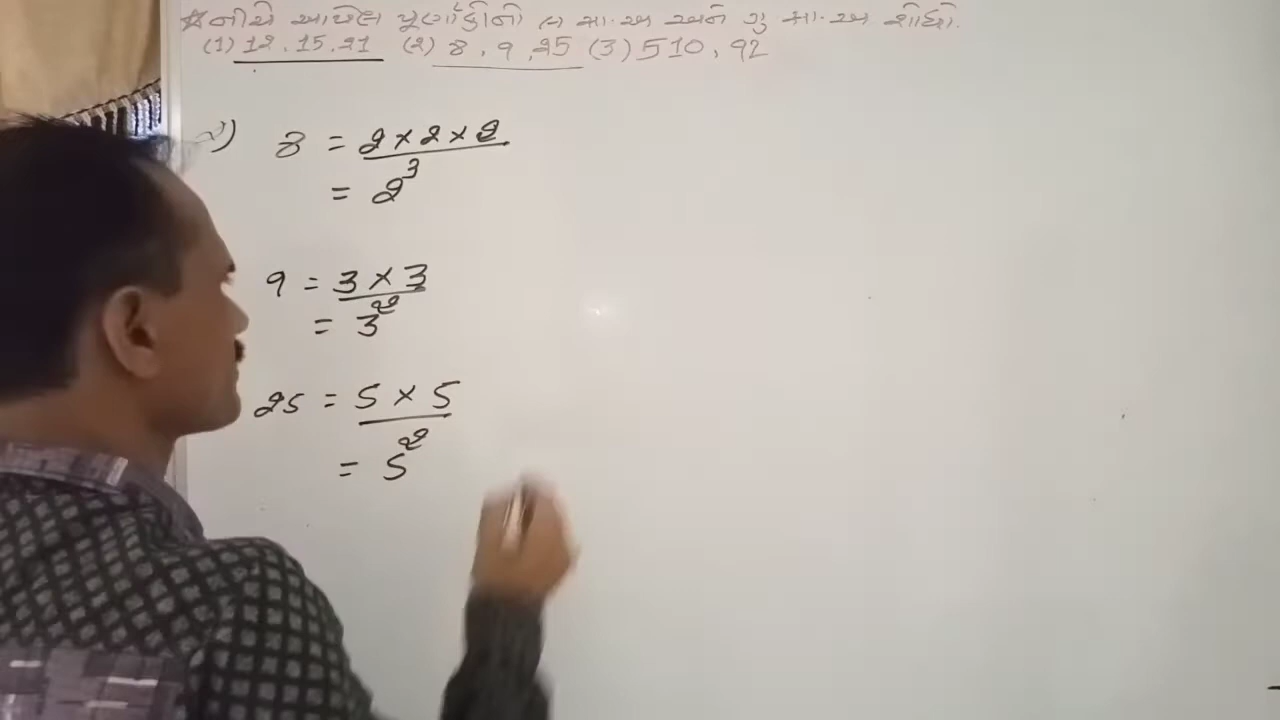 ☆ નીચે આપેલ પૂર્ણાંકોનો લ.સા.અ અને ગુ.સા.અ શોધો.
(1) 12, 15, 21 (2) 8, 9, 25 (3) 510, 92
2) 8 = 2 × 2 × 2
= 2³
9 = 3 × 3
= 3²
25 = 5 × 5
= 5²